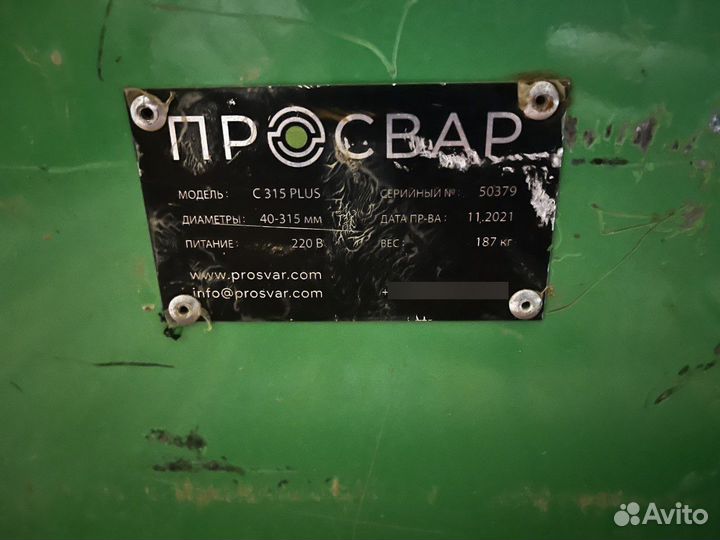 ПРОСВАР
МОДЕЛЬ: С 315 PLUS СЕРИЙНЫЙ №: 50379
ДИАМЕТРЫ: 40-315 мм ДАТА ПР-ВА: 11.2021
ПИТАНИЕ: 220 В ВЕС: 187 кг
www.prosvar.com
info@prosvar.com +
Avito